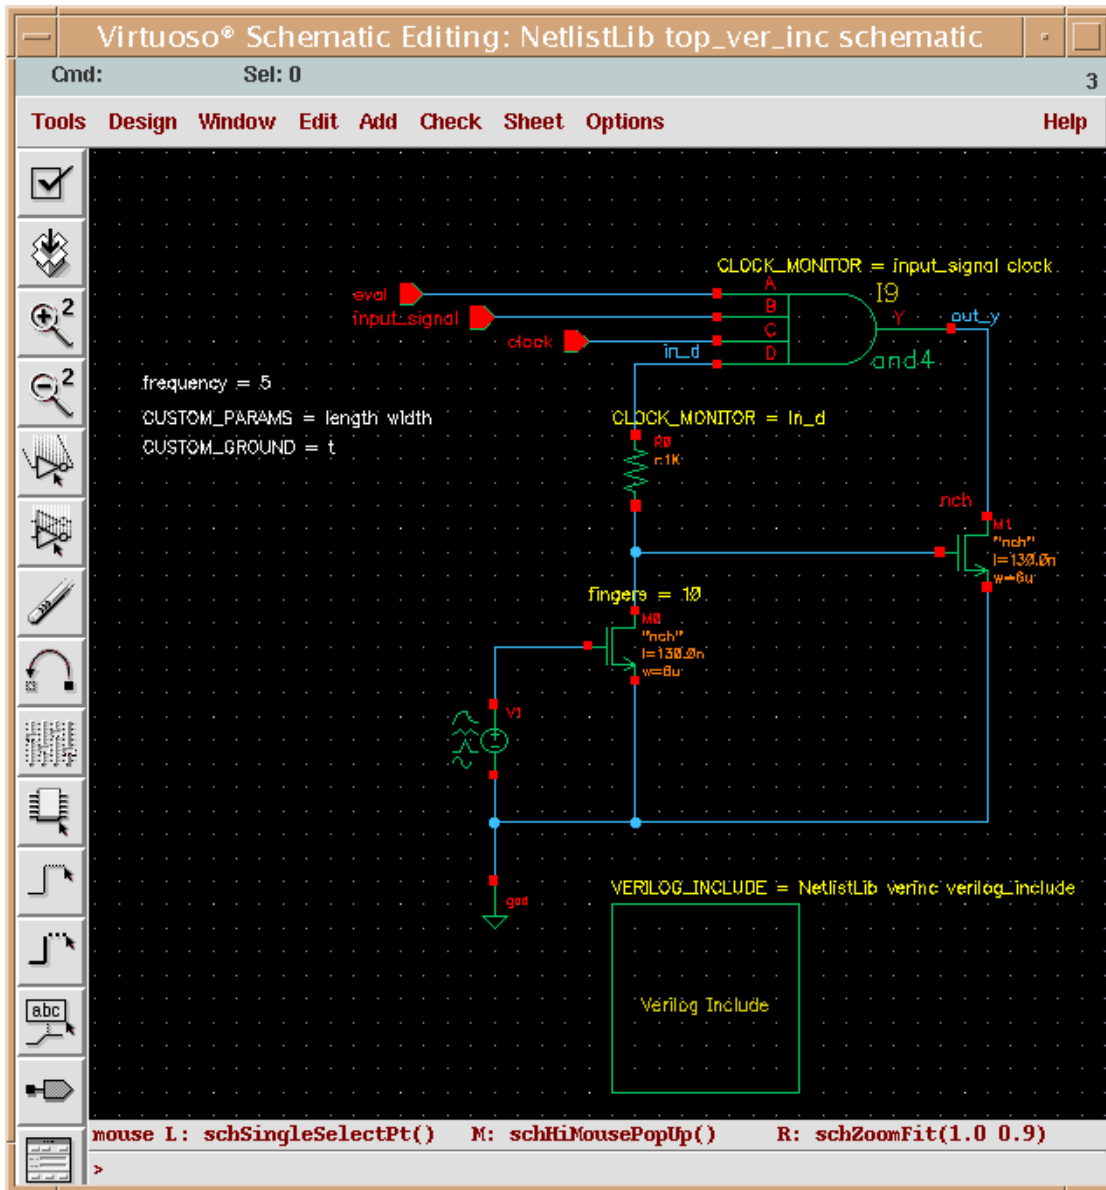 Virtuoso® Schematic Editing: NetlistLib top_ver_inc schematic
Cmd: Sel: 0 3
Tools Design Window Edit Add Check Sheet Options Help
CLOCK_MONITOR = input_signal clock
A
I9
eval
B
input_signal
Y
out_y
C
clock
in_d
D
and4
2
2
frequency = .5
CUSTOM_PARAMS = length width
CUSTOM_GROUND = t
CLOCK_MONITOR = in_d
R0
r:1K
nch
M1
"nch"
l=130.0n
w=6u
fingers = 10
M0
"nch"
l=130.0n
w=6u
V1
gnd
VERILOG_INCLUDE = NetlistLib verinc verilog_include
Verilog Include
abc
mouse L: schSingleSelectPt() M: schHiMousePopUp() R: schZoomFit(1.0 0.9)
>